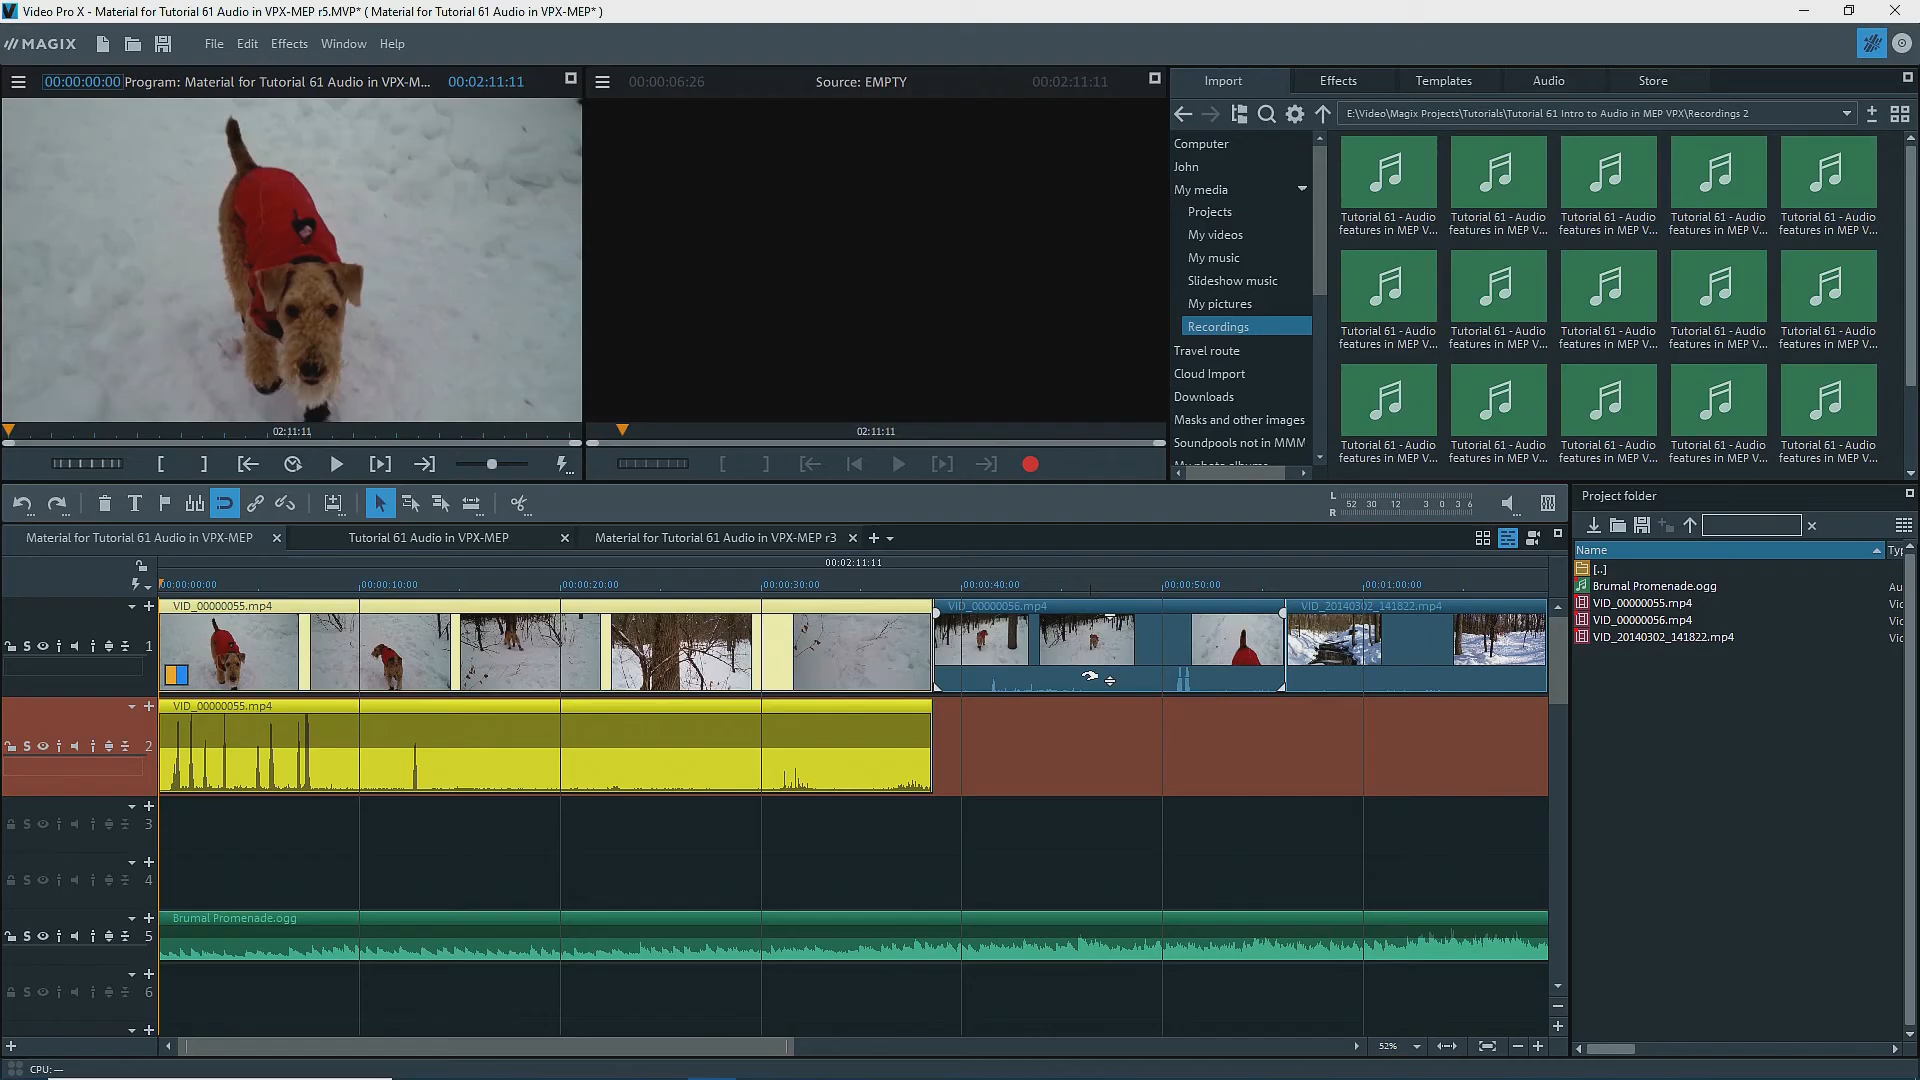 Video Pro X - Material for Tutorial 61 Audio in VPX-MEP r5.MVP* ( Material for Tutorial 61 Audio in VPX-MEP* )
MAGIX
File Edit Effects Window Help
00:00:00:00 Program: Material for Tutorial 61 Audio in VPX-M... 00:02:11:11
00:00:06:26 Source: EMPTY 00:02:11:11
Import Effects Templates Audio Store
E:\Video\Magix Projects\Tutorials\Tutorial 61 Intro to Audio in MEP VPX\Recordings 2
Computer
John
My media
Projects
My videos
My music
Slideshow music
My pictures
Recordings
Travel route
Cloud Import
Downloads
Masks and other images
Soundpools not in MMM
Tutorial 61 - Audio Tutorial 61 - Audio Tutorial 61 - Audio Tutorial 61 - Audio Tutorial 61 - Audio
features in MEP V... features in MEP V... features in MEP V... features in MEP V... features in MEP V...
Tutorial 61 - Audio Tutorial 61 - Audio Tutorial 61 - Audio Tutorial 61 - Audio Tutorial 61 - Audio
features in MEP V... features in MEP V... features in MEP V... features in MEP V... features in MEP V...
Tutorial 61 - Audio Tutorial 61 - Audio Tutorial 61 - Audio Tutorial 61 - Audio Tutorial 61 - Audio
features in MEP V... features in MEP V... features in MEP V... features in MEP V... features in MEP V...
02:11:11
02:11:11
L
R
52 30 12 3 0 3 6
Project folder
Name
[..]
Brumal Promenade.ogg Au
VID_00000055.mp4 Vic
VID_00000056.mp4 Vic
VID_20140302_141822.mp4 Vic
Material for Tutorial 61 Audio in VPX-MEP Tutorial 61 Audio in VPX-MEP Material for Tutorial 61 Audio in VPX-MEP r3
00:02:11:11
00:00:00:00 00:00:10:00 00:00:20:00 00:00:30:00 00:00:40:00 00:00:50:00 00:01:00:00
VID_00000055.mp4 VID_00000056.mp4 VID_20140302_141822.mp4
S 1
VID_00000055.mp4
S 2
S 3
S 4
Brumal Promenade.ogg
S 5
S 6
52%
CPU: —